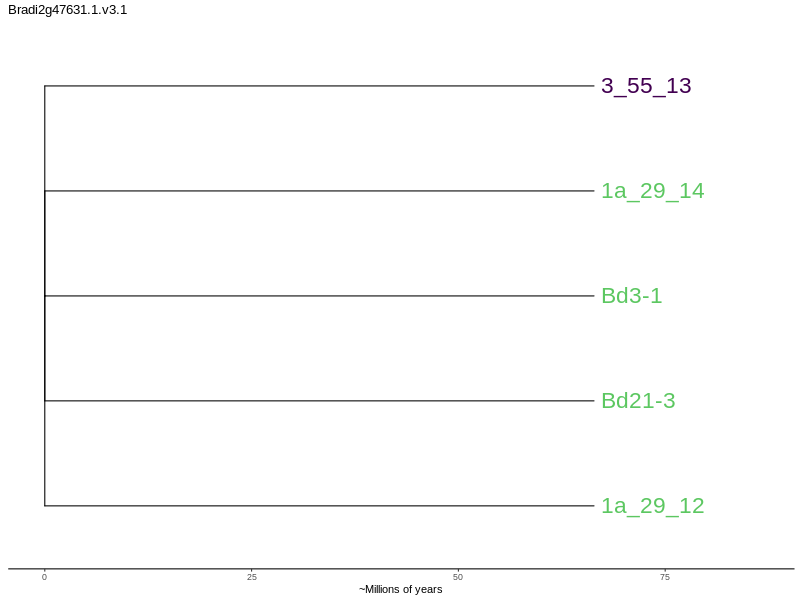 Bradi2g47631.1.v3.1
3_55_13
1a_29_14
Bd3-1
Bd21-3
1a_29_12
0 25 50 75
~Millions of years